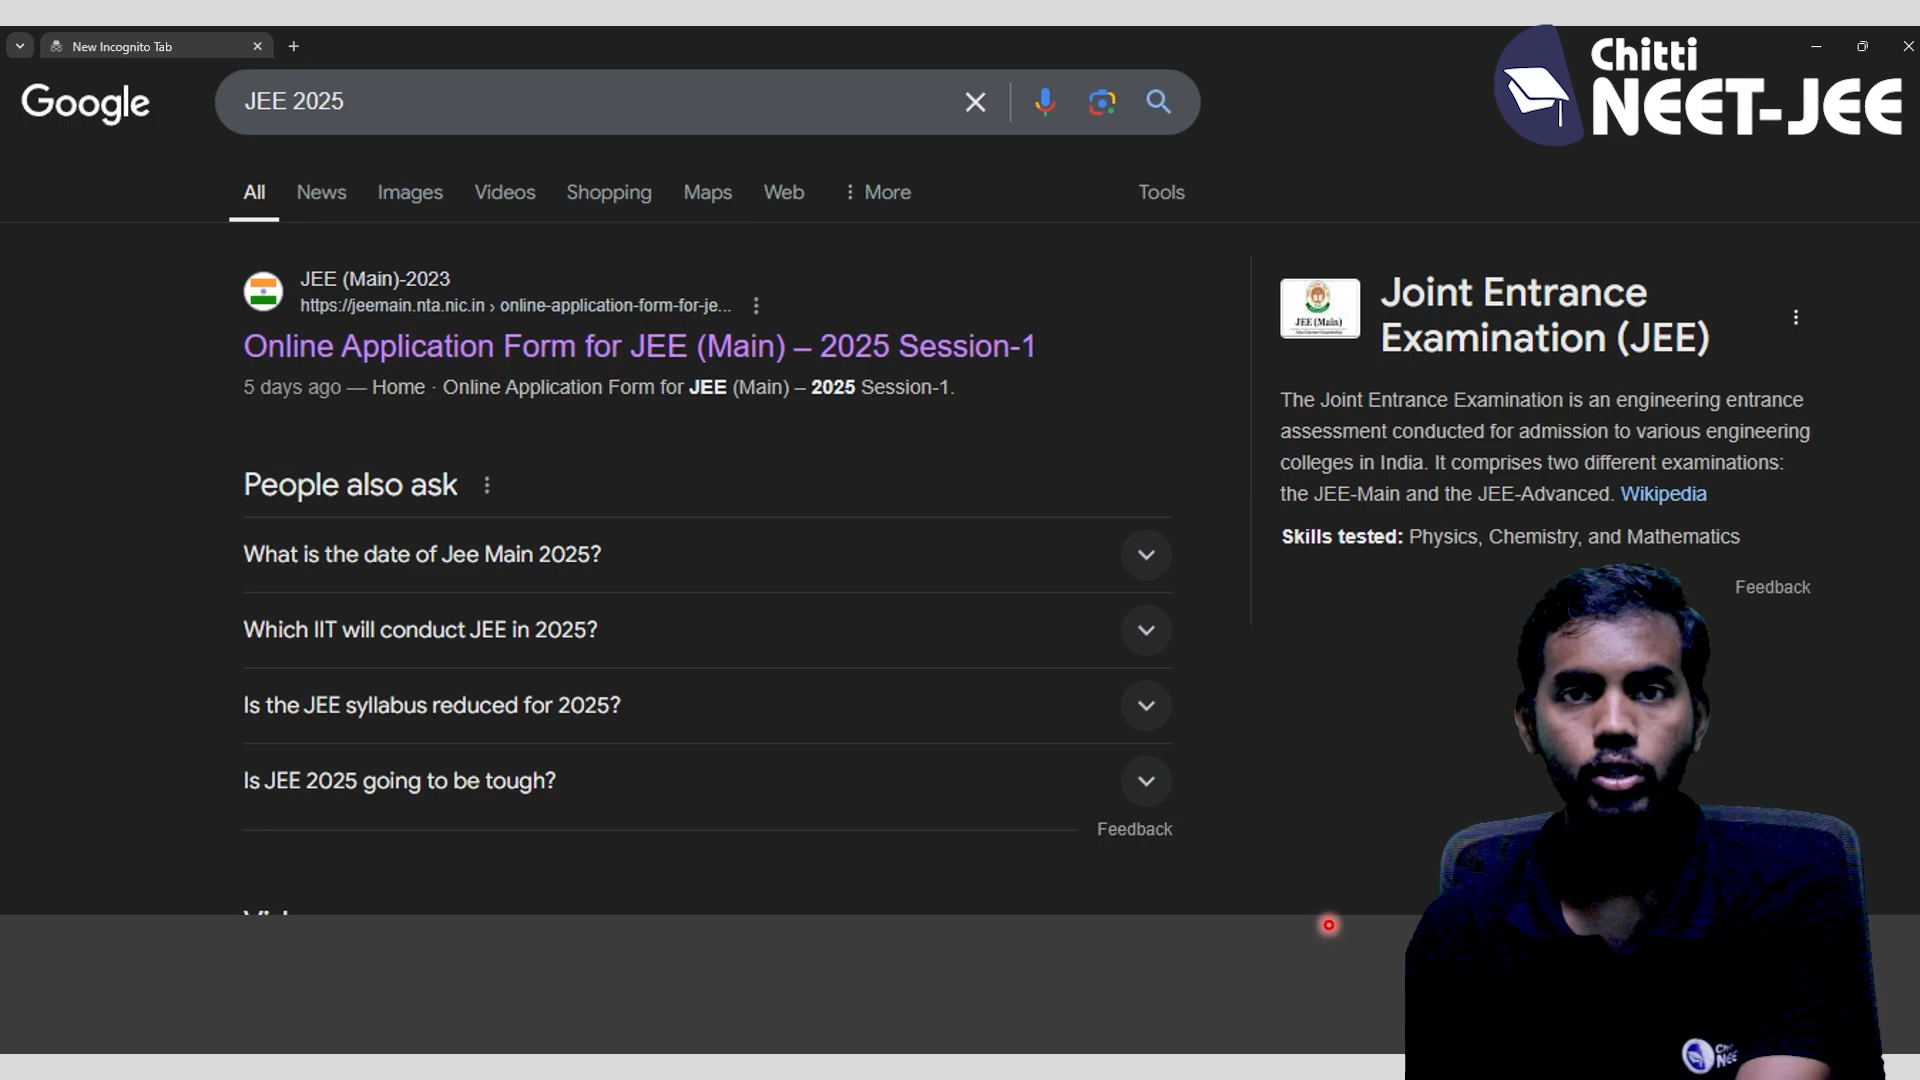 New Incognito Tab
Chitti
NEET-JEE
Google
JEE 2025
All News Images Videos Shopping Maps Web More Tools
JEE (Main)-2023
https://jeemain.nta.nic.in › online-application-form-for-je...
Online Application Form for JEE (Main) – 2025 Session-1
5 days ago — Home · Online Application Form for JEE (Main) – 2025 Session-1.
People also ask
What is the date of Jee Main 2025?
Which IIT will conduct JEE in 2025?
Is the JEE syllabus reduced for 2025?
Is JEE 2025 going to be tough?
Feedback
JEE (Main)
Joint Entrance
Examination (JEE)
The Joint Entrance Examination is an engineering entrance
assessment conducted for admission to various engineering
colleges in India. It comprises two different examinations:
the JEE-Main and the JEE-Advanced. Wikipedia
Skills tested: Physics, Chemistry, and Mathematics
Feedback